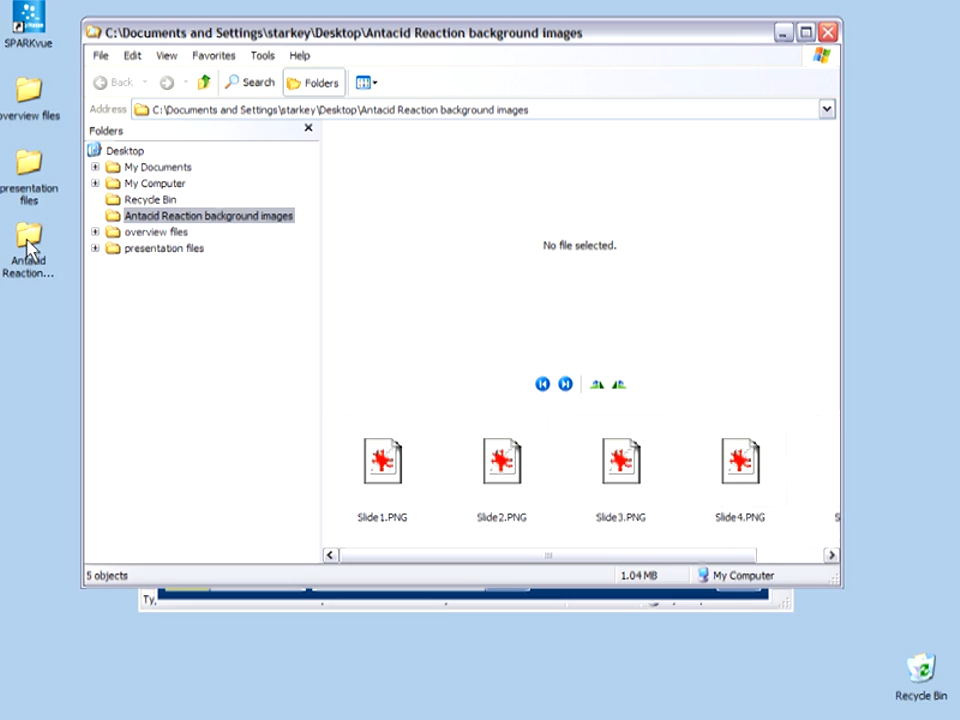 SPARKvue
overview files
presentation
files
Antacid
Reaction...
C:\Documents and Settings\starkey\Desktop\Antacid Reaction background images
File Edit View Favorites Tools Help
Back Search Folders
Address C:\Documents and Settings\starkey\Desktop\Antacid Reaction background images
Folders
Desktop
My Documents
My Computer
Recycle Bin
Antacid Reaction background images
overview files
presentation files
No file selected.
Slide1.PNG Slide2.PNG Slide3.PNG Slide4.PNG S
5 objects 1.04 MB My Computer
Ty
Recycle Bin